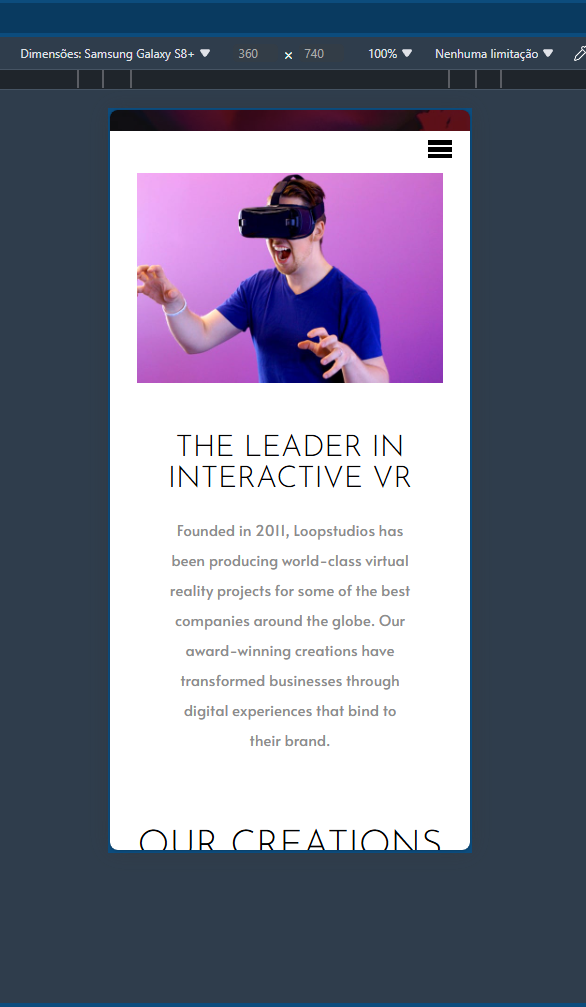 Dimensões: Samsung Galaxy S8+ 360 × 740 100% Nenhuma limitação
THE LEADER IN
INTERACTIVE VR
Founded in 2011, Loopstudios has
been producing world-class virtual
reality projects for some of the best
companies around the globe. Our
award-winning creations have
transformed businesses through
digital experiences that bind to
their brand.
OUR CREATIONS